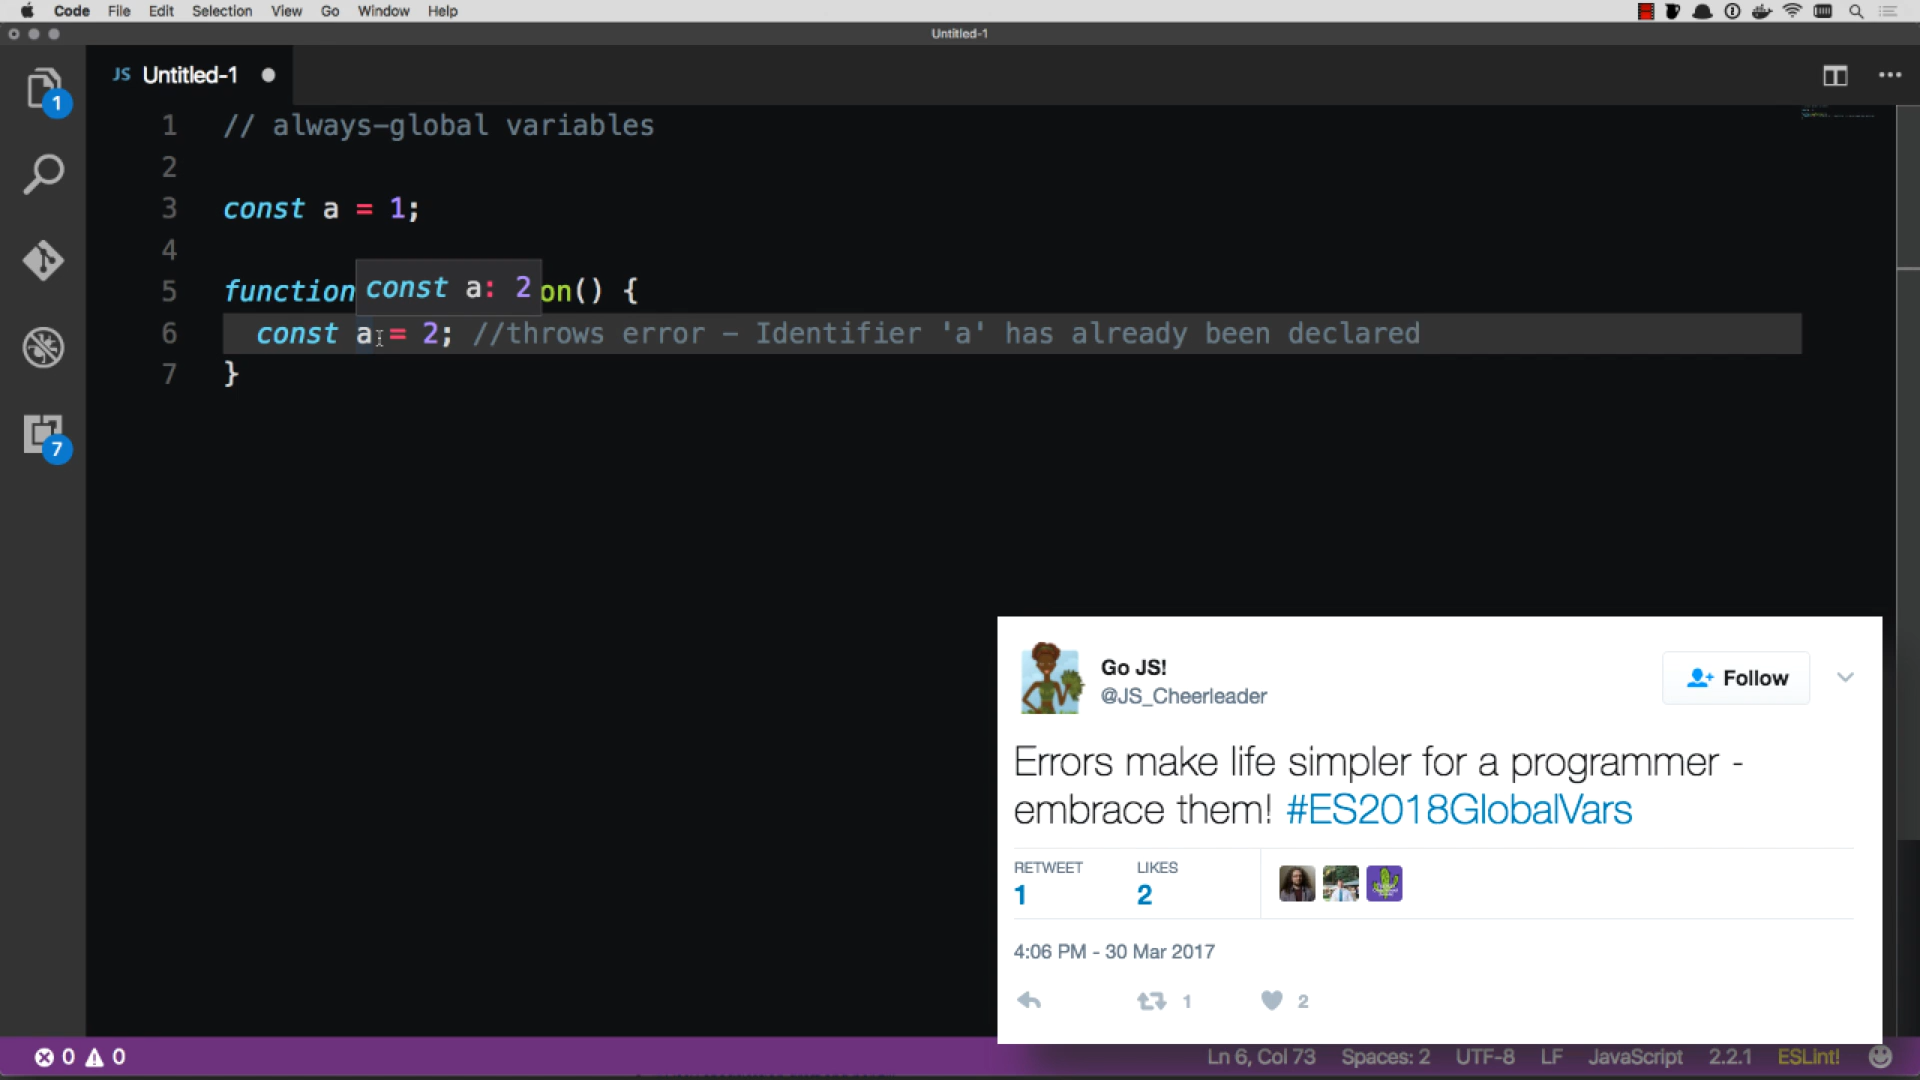 Code File Edit Selection View Go Window Help
Untitled-1
JS Untitled-1
1
1 // always-global variables
2
3 const a = 1;
4
const a: 2
5 function on() {
6 const a = 2; //throws error - Identifier 'a' has already been declared
7 }
7
Go JS!
@JS_Cheerleader
Follow
Errors make life simpler for a programmer -
embrace them! #ES2018GlobalVars
RETWEET LIKES
1 2
4:06 PM - 30 Mar 2017
1 2
0 0 Ln 6, Col 73 Spaces: 2 UTF-8 LF JavaScript 2.2.1 ESLint!